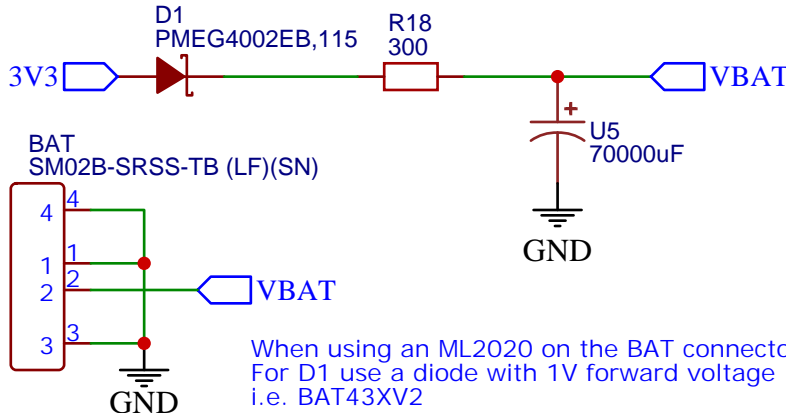 D1
PMEG4002EB,115
R18
300
3V3
VBAT
+
U5
70000uF
GND
BAT
SM02B-SRSS-TB (LF)(SN)
4 4
1 1
2 2
VBAT
3 3
GND
When using an ML2020 on the BAT connecto
For D1 use a diode with 1V forward voltage
i.e. BAT43XV2